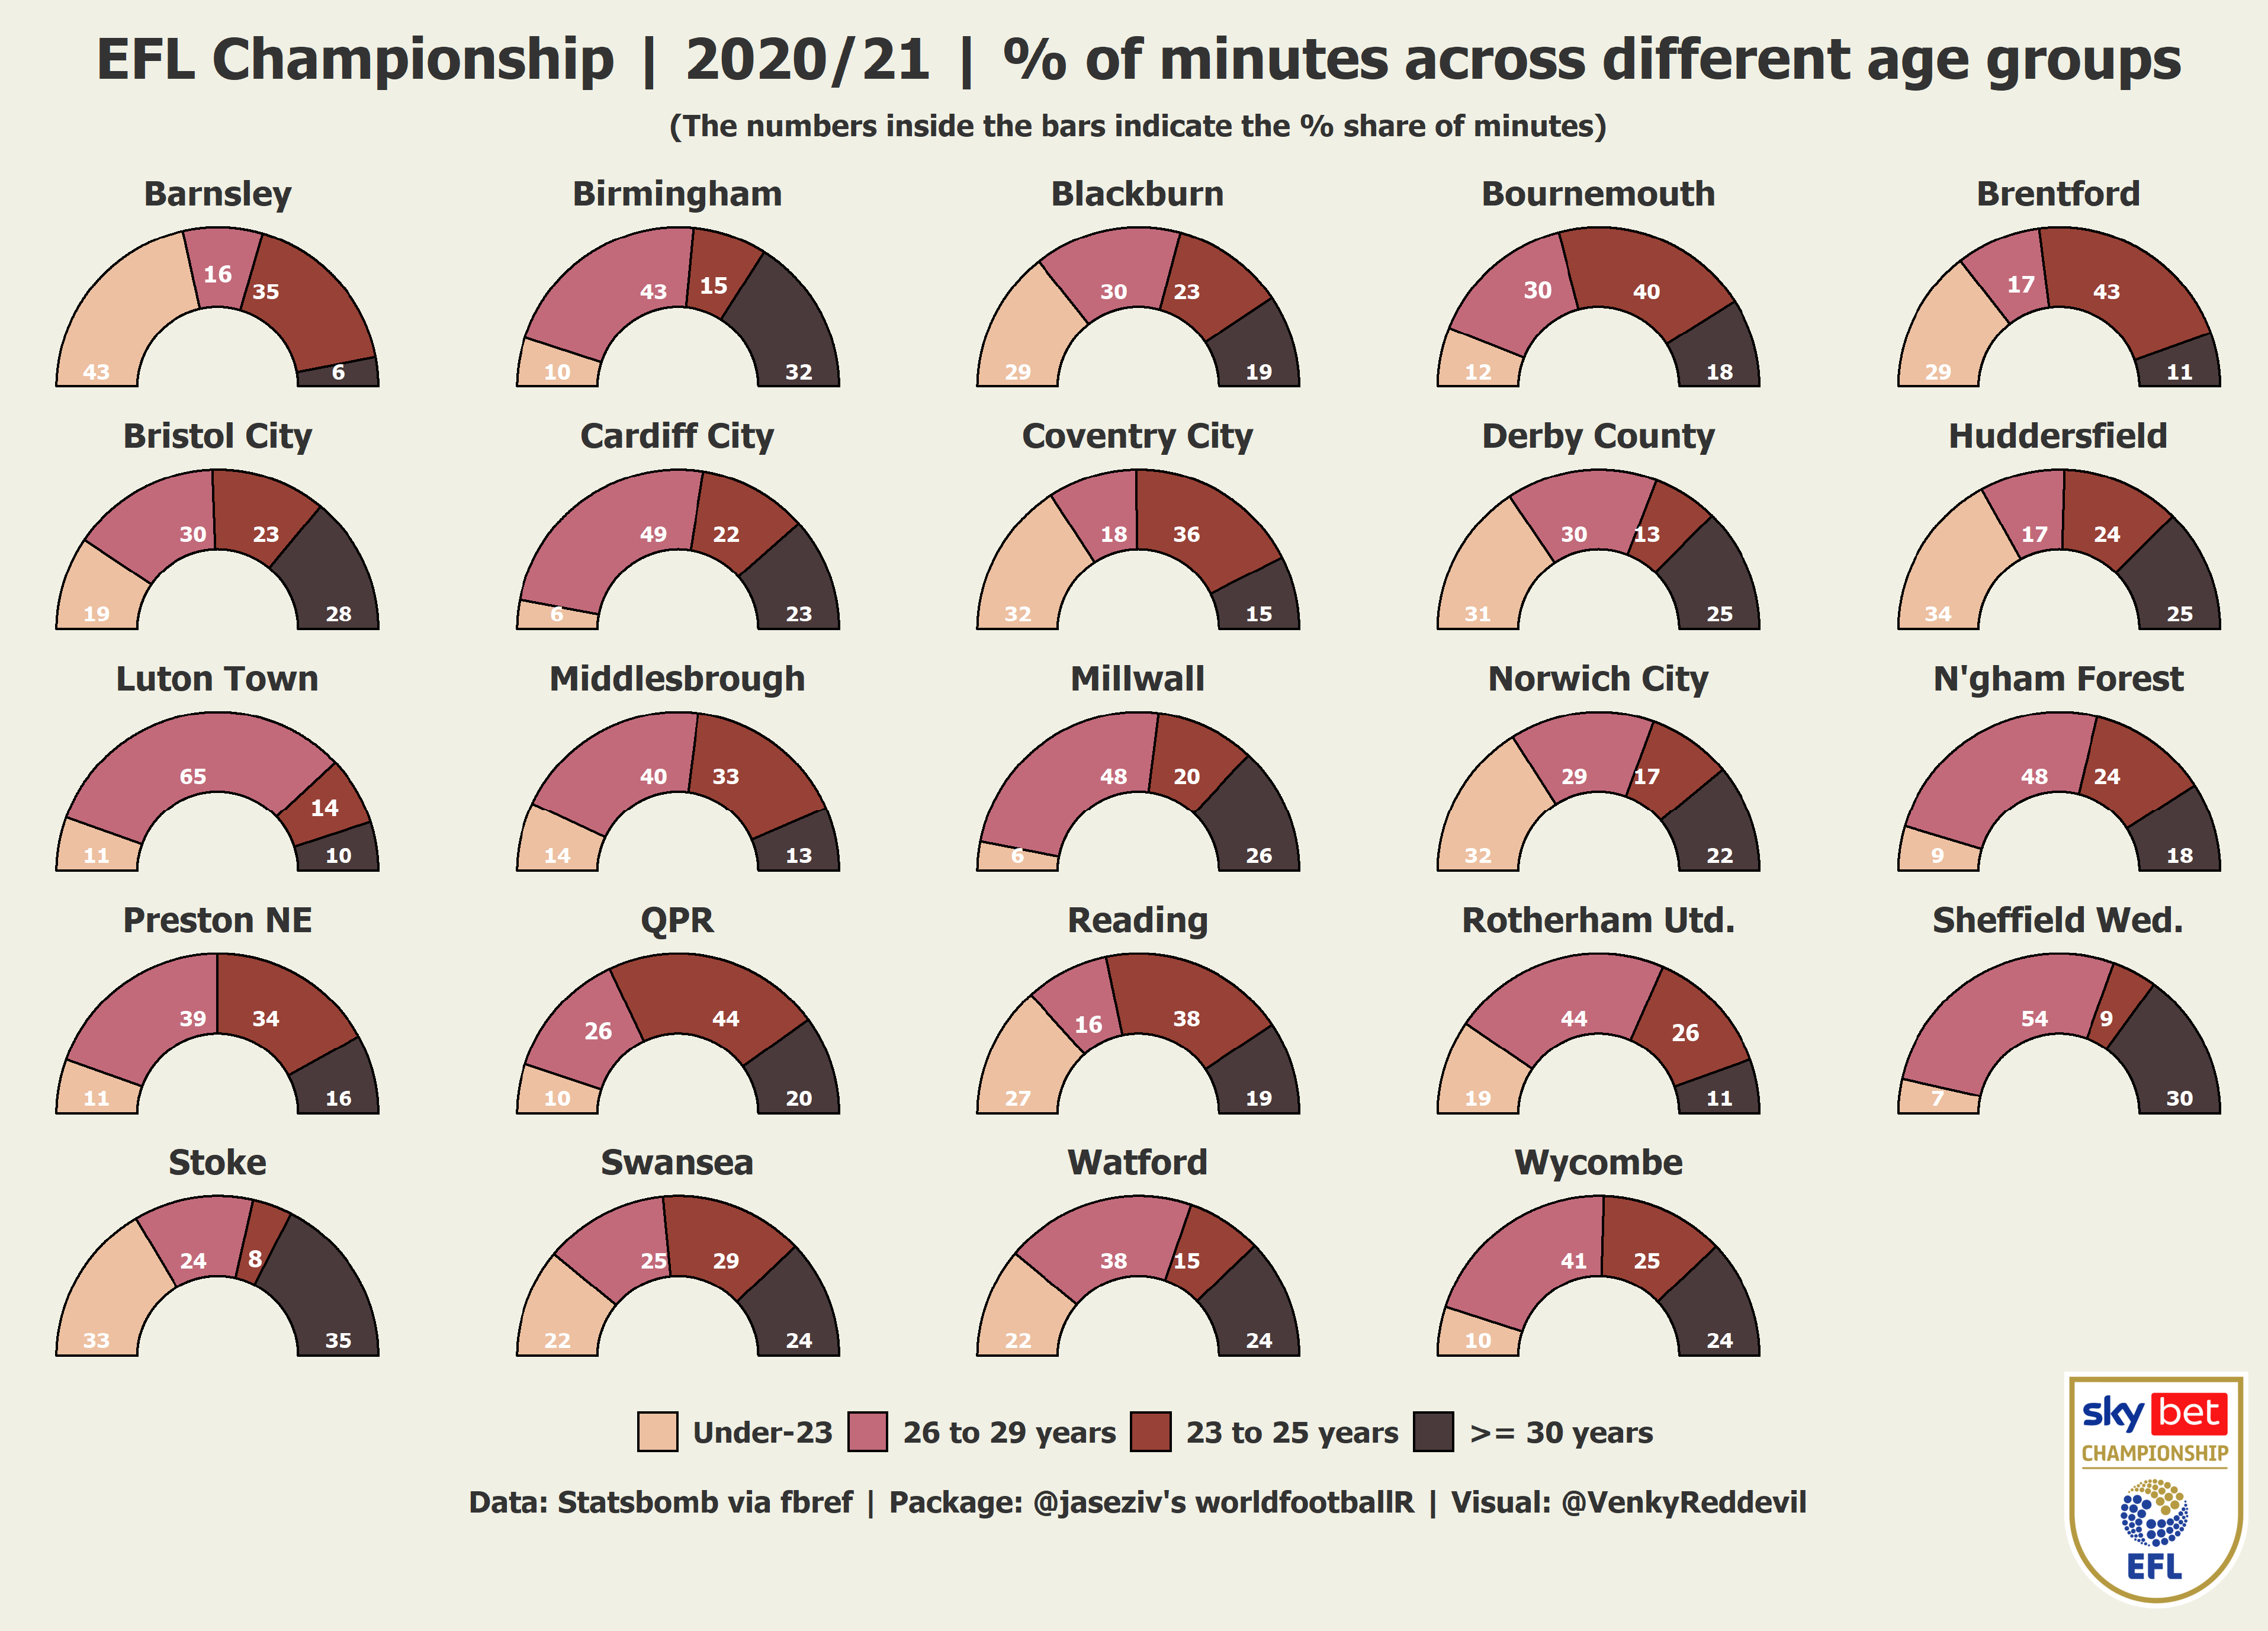 EFL Championship | 2020/21 | % of minutes across different age groups
(The numbers inside the bars indicate the % share of minutes)
Barnsley Birmingham Blackburn Bournemouth Brentford
43 16 35 6 10 43 15 32 29 30 23 19 12 30 40 18 29 17 43 11
Bristol City Cardiff City Coventry City Derby County Huddersfield
19 30 23 28 6 49 22 23 32 18 36 15 31 30 13 25 34 17 24 25
Luton Town Middlesbrough Millwall Norwich City N'gham Forest
11 65 14 10 14 40 33 13 6 48 20 26 32 29 17 22 9 48 24 18
Preston NE QPR Reading Rotherham Utd. Sheffield Wed.
11 39 34 16 10 26 44 20 27 16 38 19 19 44 26 11 7 54 9 30
Stoke Swansea Watford Wycombe
33 24 8 35 22 25 29 24 22 38 15 24 10 41 25 24
Under-23 26 to 29 years 23 to 25 years >= 30 years
Data: Statsbomb via fbref | Package: @jaseziv's worldfootballR | Visual: @VenkyReddevil
sky bet
CHAMPIONSHIP
EFL